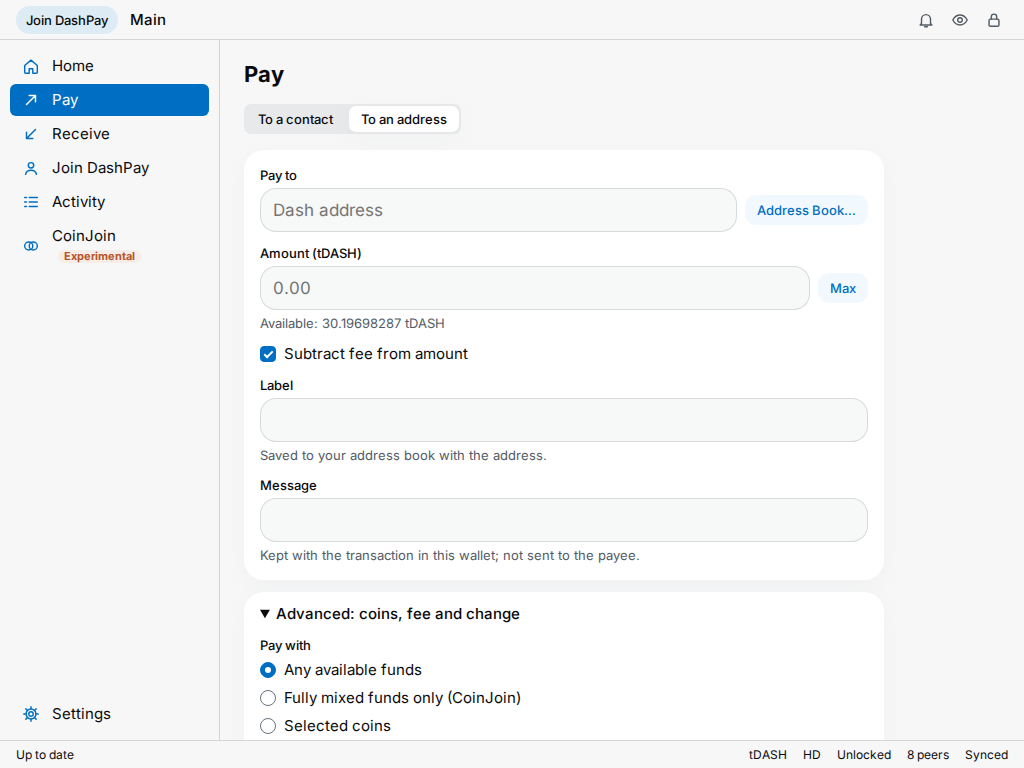 Join DashPay Main
Home
Pay
Receive
Join DashPay
Activity
CoinJoin
Experimental
Settings
Pay
To a contact To an address
Pay to
Dash address Address Book...
Amount (tDASH)
0.00 Max
Available: 30.19698287 tDASH
Subtract fee from amount
Label
Saved to your address book with the address.
Message
Kept with the transaction in this wallet; not sent to the payee.
Advanced: coins, fee and change
Pay with
Any available funds
Fully mixed funds only (CoinJoin)
Selected coins
Up to date tDASH HD Unlocked 8 peers Synced